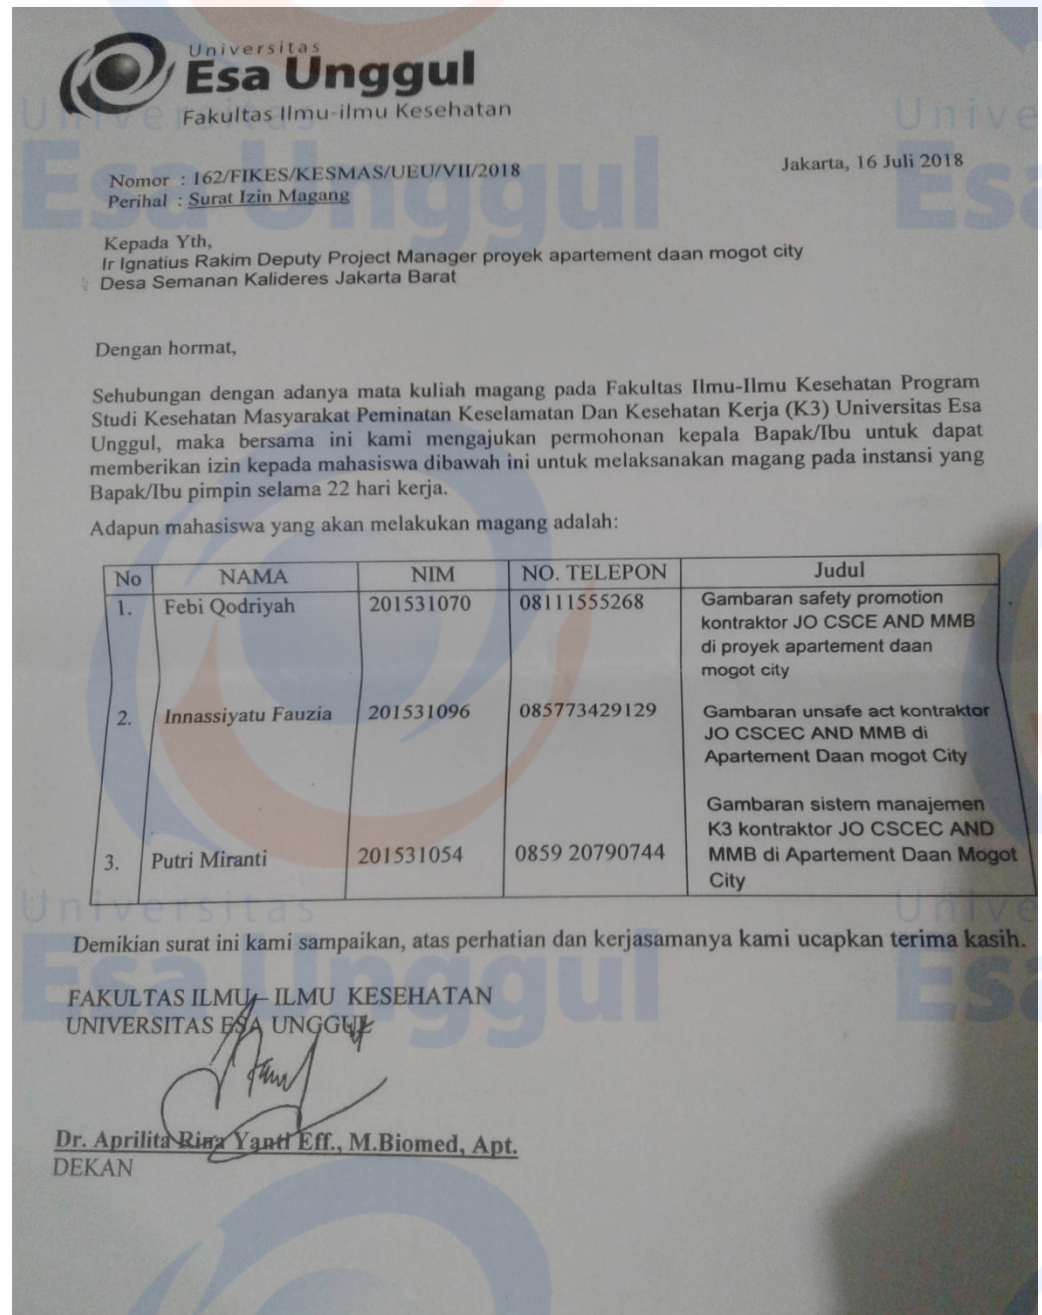 Universitas
Esa Unggul
Fakultas Ilmu-ilmu Kesehatan
Nomor : 162/FIKES/KESMAS/UEU/VII/2018
Jakarta, 16 Juli 2018
Perihal : Surat Izin Magang
Kepada Yth,
Ir Ignatius Rakim Deputy Project Manager proyek apartement daan mogot city
Desa Semanan Kalideres Jakarta Barat
Dengan hormat,
Sehubungan dengan adanya mata kuliah magang pada Fakultas Ilmu-Ilmu Kesehatan Program
Studi Kesehatan Masyarakat Peminatan Keselamatan Dan Kesehatan Kerja (K3) Universitas Esa
Unggul, maka bersama ini kami mengajukan permohonan kepala Bapak/Ibu untuk dapat
memberikan izin kepada mahasiswa dibawah ini untuk melaksanakan magang pada instansi yang
Bapak/Ibu pimpin selama 22 hari kerja.
Adapun mahasiswa yang akan melakukan magang adalah:
No NAMA NIM NO. TELEPON Judul
1. Febi Qodriyah 201531070 08111555268 Gambaran safety promotion
kontraktor JO CSCE AND MMB
di proyek apartement daan
mogot city
2. Innassiyatu Fauzia 201531096 085773429129 Gambaran unsafe act kontraktor
JO CSCEC AND MMB di
Apartement Daan mogot City
Gambaran sistem manajemen
K3 kontraktor JO CSCEC AND
3. Putri Miranti 201531054 0859 20790744 MMB di Apartement Daan Mogot
City
Demikian surat ini kami sampaikan, atas perhatian dan kerjasamanya kami ucapkan terima kasih.
FAKULTAS ILMU – ILMU KESEHATAN
UNIVERSITAS ESA UNGGUL
Dr. Aprilita Rina Yanti Eff., M.Biomed, Apt.
DEKAN
Universitas
Esa Unggul
Universitas
Esa Unggul